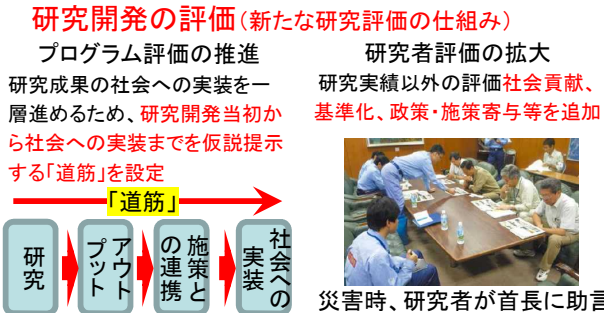 研究開発の評価(新たな研究評価の仕組み)
プログラム評価の推進
研究成果の社会への実装を一
層進めるため、研究開発当初か
ら社会への実装までを仮説提示
する「道筋」を設定
「道筋」
研究
アウト
プット
施策と
の連携
社会への
実装
研究者評価の拡大
研究実績以外の評価社会貢献、
基準化、政策・施策寄与等を追加
災害時、研究者が首長に助言